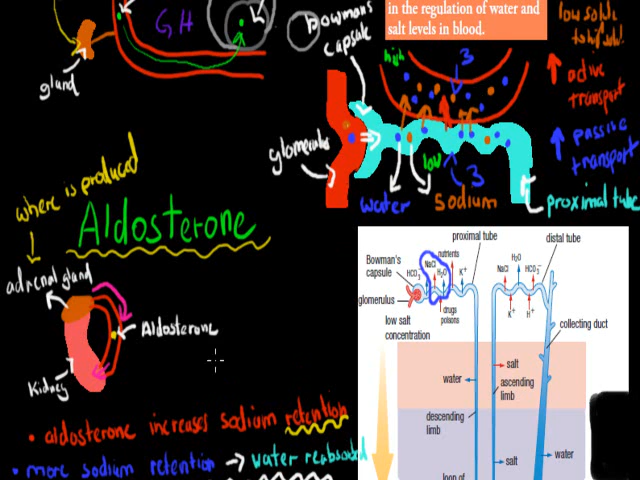 GH
gland
Bowman's
capsule
in the regulation of water and
salt levels in blood.
high
3
low solute
active
transport
passive
transport
glomerulus
low
3
water
sodium
proximal tube
where is produced
Aldosterone
adrenal gland
Aldosterone
Kidney
• aldosterone increases sodium retention
• more sodium retention → water reabsorbed
proximal tube
distal tube
Bowman's
capsule
glomerulus
HCO3-
NaCl
H2O
nutrients
K+
drugs
poisons
NaCl
H2O
HCO3-
K+
H+
low salt
concentration
collecting duct
salt
water
ascending
limb
descending
limb
salt
water
loop of